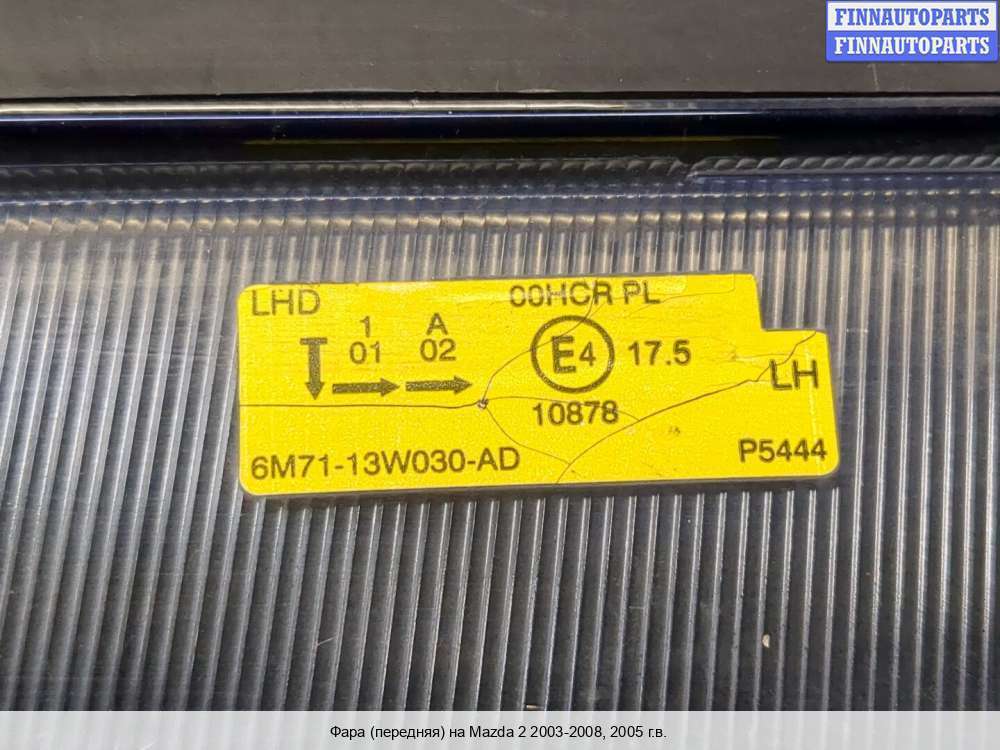 FINNAUTOPARTS
FINNAUTOPARTS
LHD
00HCR PL
1 A
01 02
E4 17.5
LH
10878
6M71-13W030-AD
P5444
Фара (передняя) на Mazda 2 2003-2008, 2005 г.в.